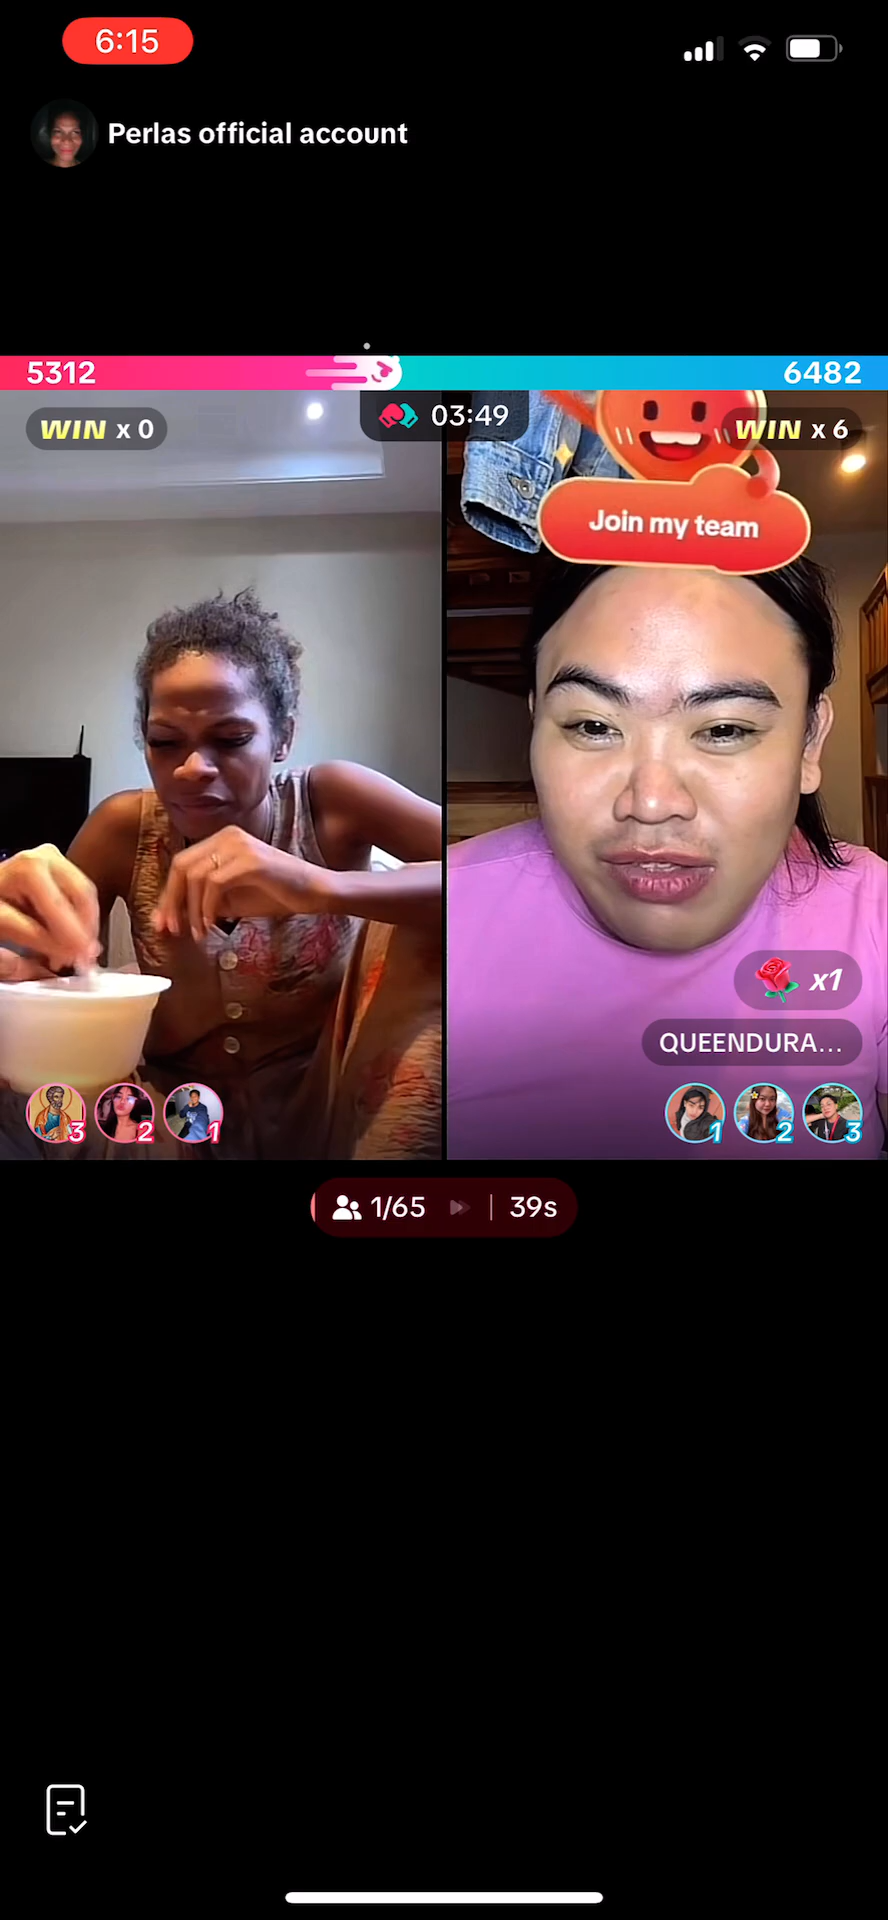 6:15
Perlas official account
5312
6482
WIN x 0
03:49
WIN x 6
Join my team
x1
QUEENDURA...
3
2
1
1
2
3
1/65
39s